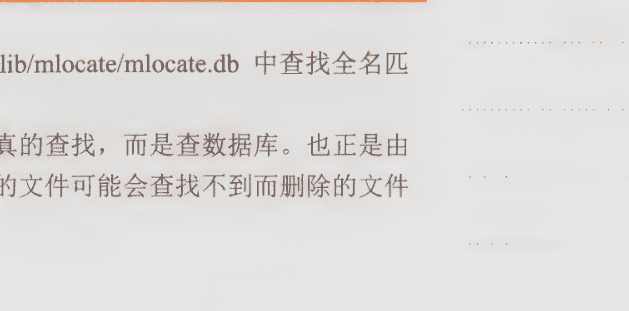 lib/mlocate/mlocate.db 中查找全名匹
真的查找，而是查数据库。也正是由
的文件可能会查找不到而删除的文件